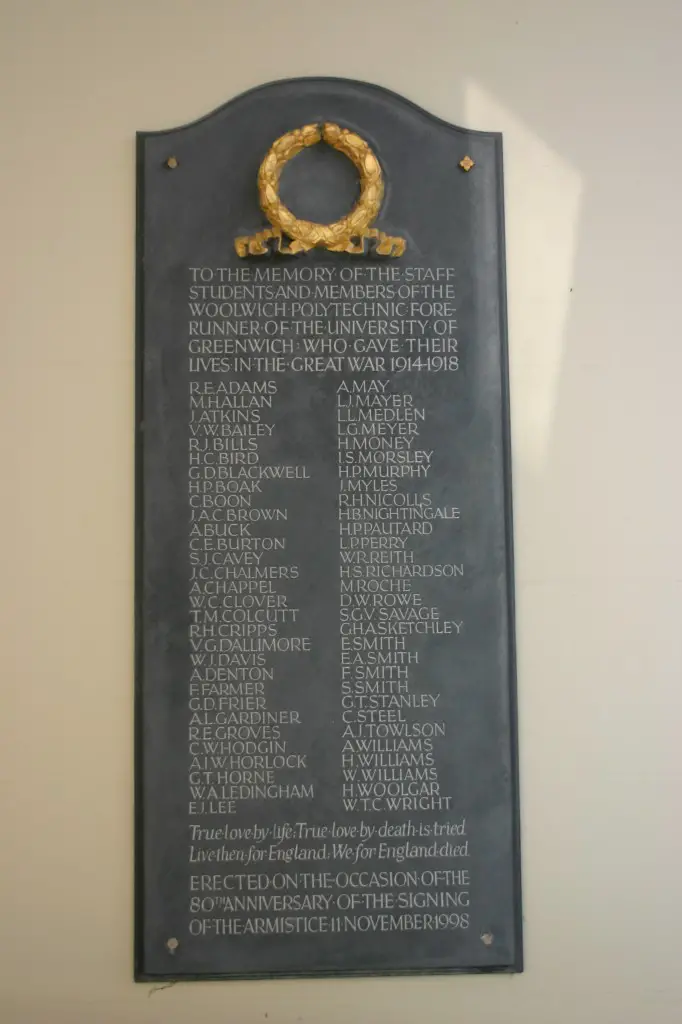 TO·THE·MEMORY·OF·THE·STAFF
STUDENTS·AND·MEMBERS·OF·THE
WOOLWICH·POLYTECHNIC·FORE-
RUNNER·OF·THE·UNIVERSITY·OF
GREENWICH·WHO·GAVE·THEIR
LIVES·IN·THE·GREAT·WAR 1914-1918
R.E.ADAMS
M.HALLAN
J.ATKINS
V.W.BAILEY
R.J.BILLS
H.C.BIRD
G.D.BLACKWELL
H.P.BOAK
C.BOON
J.A.C.BROWN
A.BUCK
C.E.BURTON
S.J.CAVEY
J.C.CHALMERS
A.CHAPPEL
W.C.CLOVER
T.M.COLCUTT
R.H.CRIPPS
V.G.DALLIMORE
W.J.DAVIS
A.DENTON
F.FARMER
G.D.FRIER
A.L.GARDINER
R.E.GROVES
C.W.HODGIN
A.J.W.HORLOCK
G.T.HORNE
W.A.LEDINGHAM
E.J.LEE
A.MAY
L.J.MAYER
L.L.MEDLEN
L.G.MEYER
H.MONEY
I.S.MORSLEY
H.P.MURPHY
J.MYLES
R.H.NICOLLS
H.B.NIGHTINGALE
H.P.PAUTARD
L.P.PERRY
W.R.REITH
H.S.RICHARDSON
M.ROCHE
D.W.ROWE
S.G.V.SAVAGE
G.H.A.SKETCHLEY
E.SMITH
E.A.SMITH
F.SMITH
S.SMITH
G.T.STANLEY
C.STEEL
A.J.TOWLSON
A.WILLIAMS
H.WILLIAMS
W.WILLIAMS
H.WOOLGAR
W.T.C.WRIGHT
True·love·by·life;True·love·by·death·is·tried
Live·then·for·England:We·for·England·died
ERECTED·ON·THE·OCCASION·OF·THE
80TH ANNIVERSARY·OF·THE·SIGNING
OF·THE·ARMISTICE 11 NOVEMBER·1998